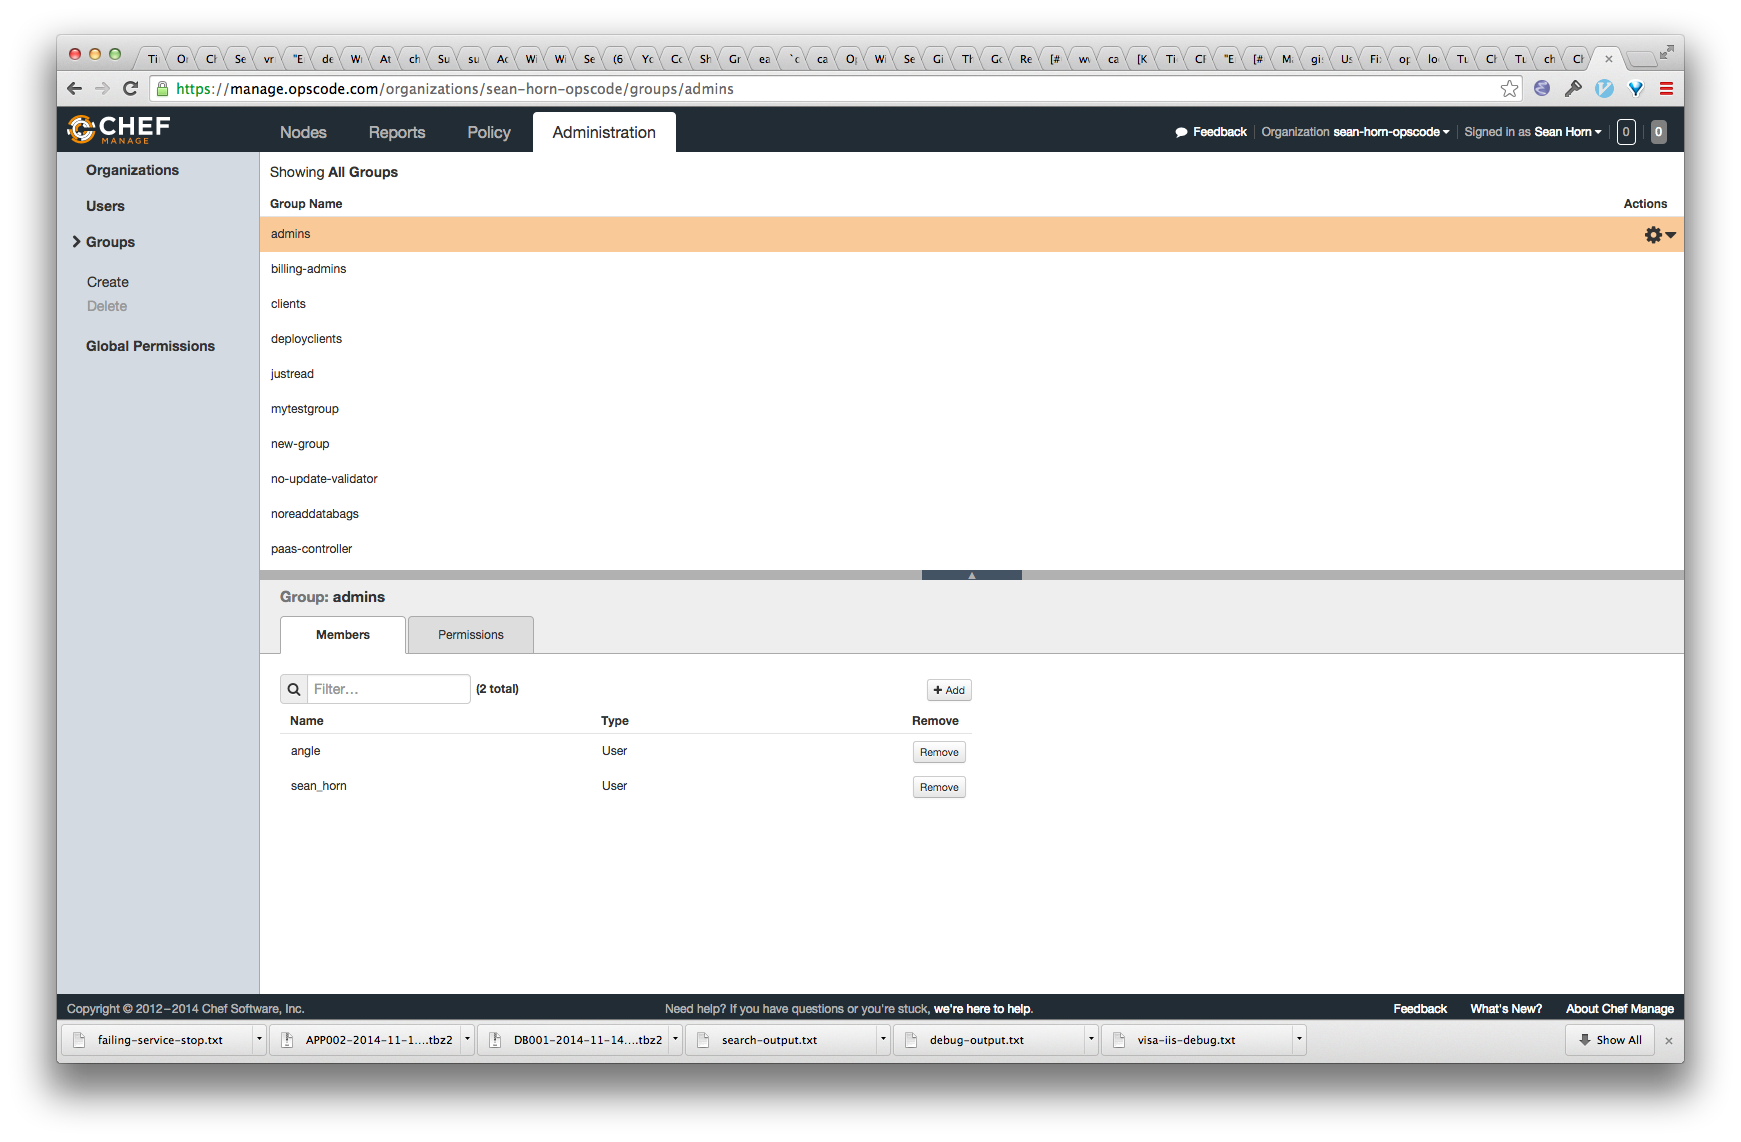 Ti Or Ch Se vr "E de Wi At ch Su su Ac Wi Wi Se (6 Yc Cc Sh Gr ea `c ca Oj Wi Se Gi Th Gc Re [# wv ca [K Ti Cf "E [# M gi Us Fi: op lo Tu Cl Tu ch Cl
https://manage.opscode.com/organizations/sean-horn-opscode/groups/admins
CHEF
MANAGE
Nodes Reports Policy Administration
Feedback Organization sean-horn-opscode Signed in as Sean Horn 0 0
Organizations
Users
Groups
Create
Delete
Global Permissions
Showing All Groups
Group Name Actions
admins
billing-admins
clients
deployclients
justread
mytestgroup
new-group
no-update-validator
noreaddatabags
paas-controller
Group: admins
Members Permissions
Filter... (2 total) Add
Name Type Remove
angle User Remove
sean_horn User Remove
Copyright © 2012–2014 Chef Software, Inc. Need help? If you have questions or you're stuck, we're here to help. Feedback What's New? About Chef Manage
failing-service-stop.txt APP002-2014-11-1....tbz2 DB001-2014-11-14....tbz2 search-output.txt debug-output.txt visa-iis-debug.txt Show All